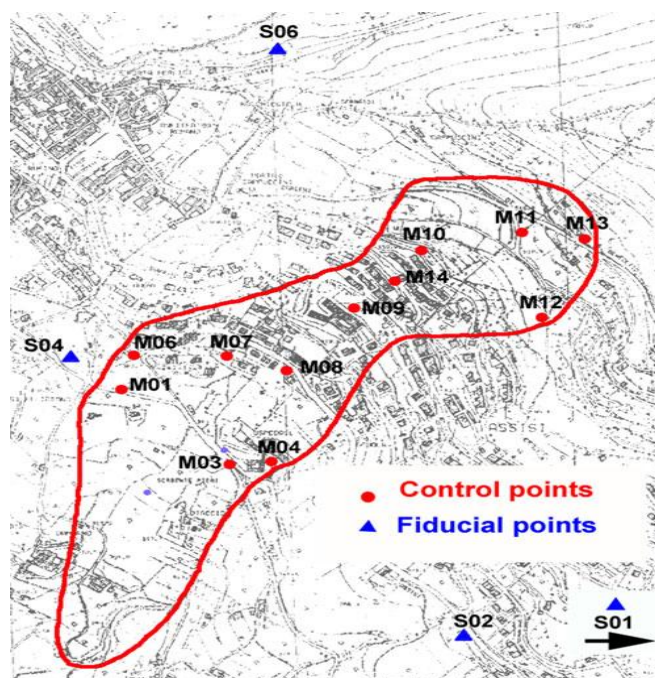 S06
M11
M13
M10
M14
M09
M12
S04
M06
M07
M08
M01
ASSISI
M03
M04
Control points
Fiducial points
S02
S01